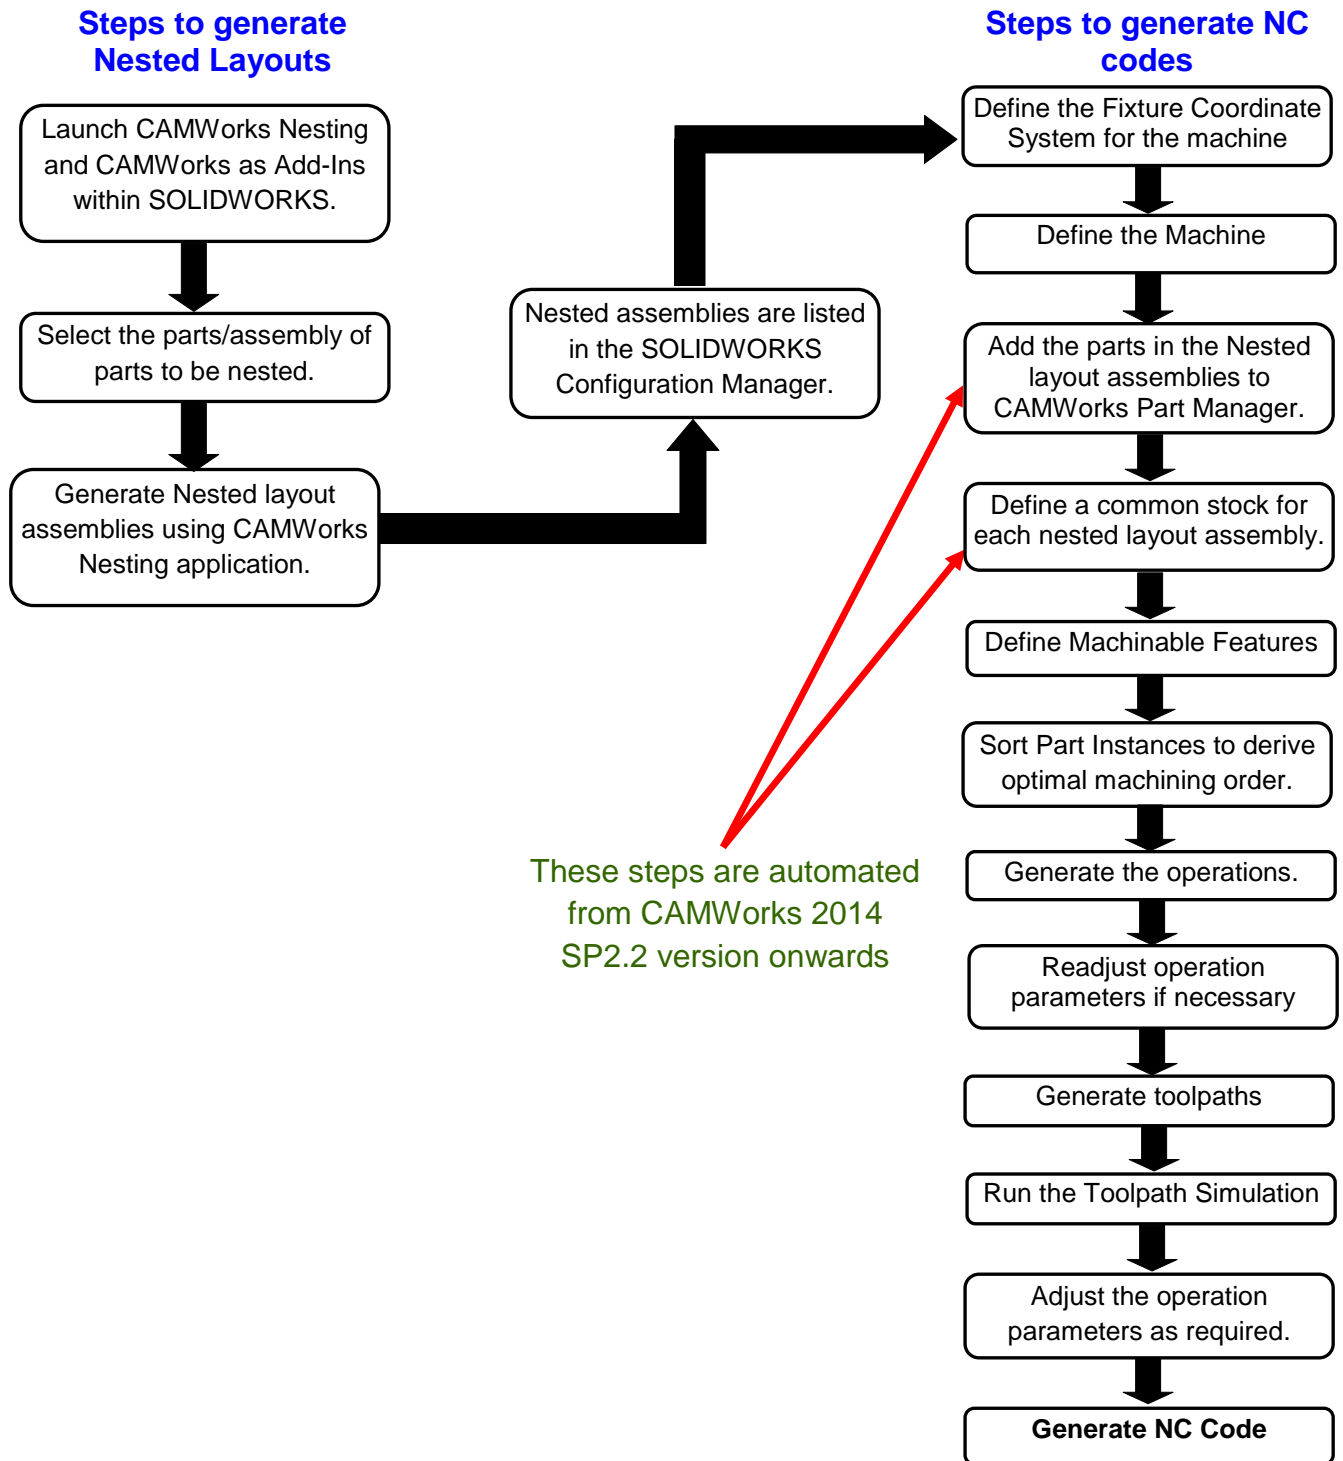 Steps to generate
Nested Layouts
Launch CAMWorks Nesting
and CAMWorks as Add-Ins
within SOLIDWORKS.
Select the parts/assembly of
parts to be nested.
Generate Nested layout
assemblies using CAMWorks
Nesting application.
Nested assemblies are listed
in the SOLIDWORKS
Configuration Manager.
Steps to generate NC
codes
Define the Fixture Coordinate
System for the machine
Define the Machine
Add the parts in the Nested
layout assemblies to
CAMWorks Part Manager.
Define a common stock for
each nested layout assembly.
Define Machinable Features
Sort Part Instances to derive
optimal machining order.
Generate the operations.
Readjust operation
parameters if necessary
Generate toolpaths
Run the Toolpath Simulation
Adjust the operation
parameters as required.
Generate NC Code
These steps are automated
from CAMWorks 2014
SP2.2 version onwards